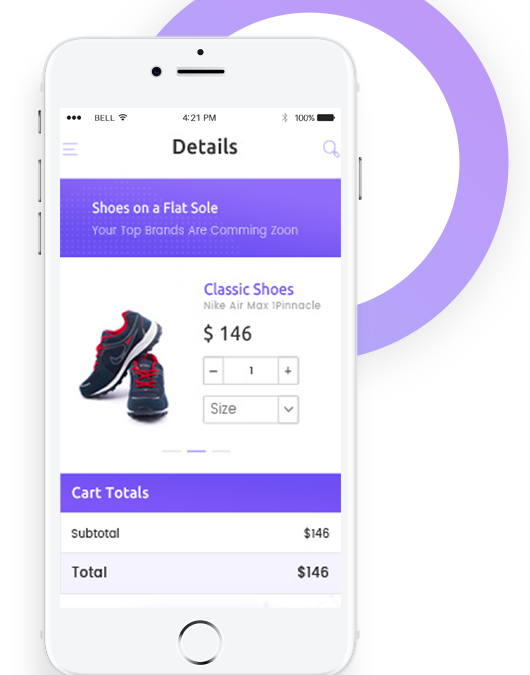 BELL 4:21 PM 100%
Details
Shoes on a Flat Sole
Your Top Brands Are Comming Zoon
Classic Shoes
Nike Air Max 1Pinnacle
$ 146
− 1 +
Size
Cart Totals
Subtotal $146
Total $146